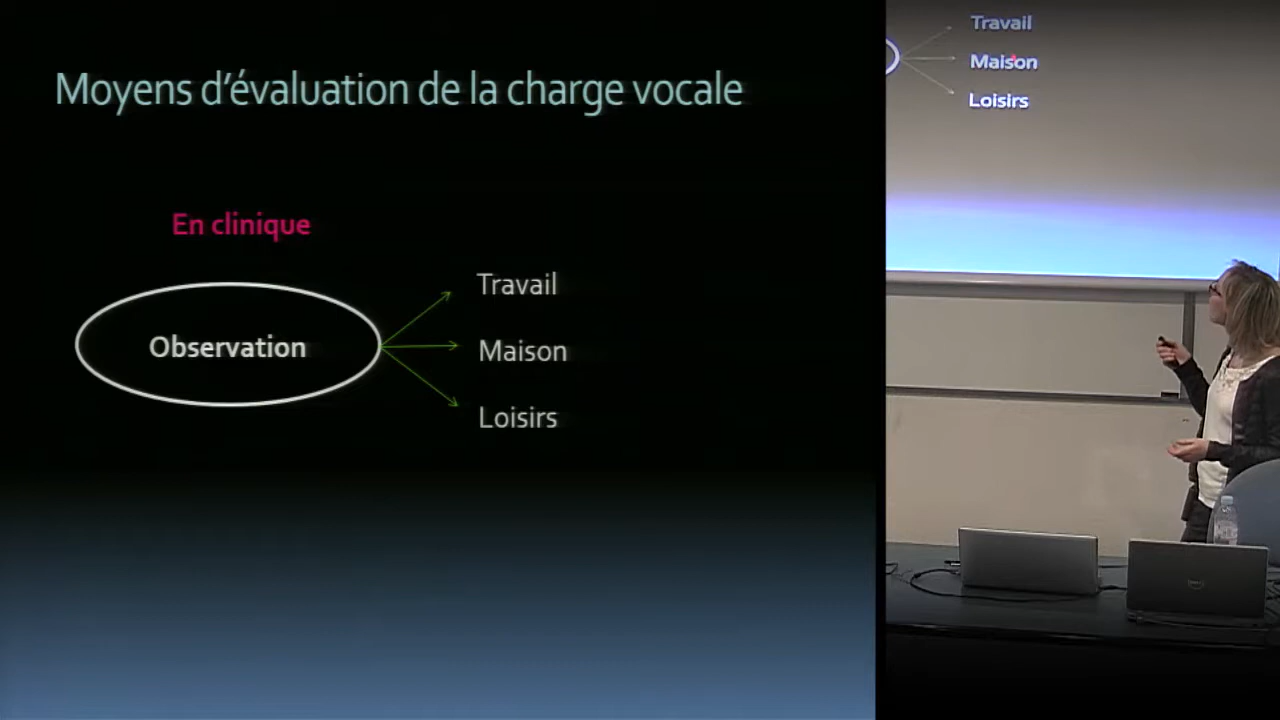 Moyens d'évaluation de la charge vocale
En clinique
Observation
Travail
Maison
Loisirs
Travail
Maison
Loisirs